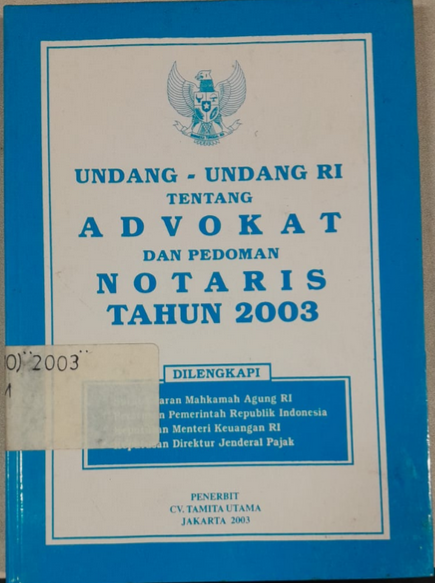 UNDANG - UNDANG RI
TENTANG
ADVOKAT
DAN PEDOMAN
NOTARIS
TAHUN 2003
O) "2003"
DILENGKAPI
aran Mahkamah Agung RI
Pemerintah Republik Indonesia
Menteri Keuangan RI
Direktur Jenderal Pajak
PENERBIT
CV. TAMITA UTAMA
JAKARTA 2003